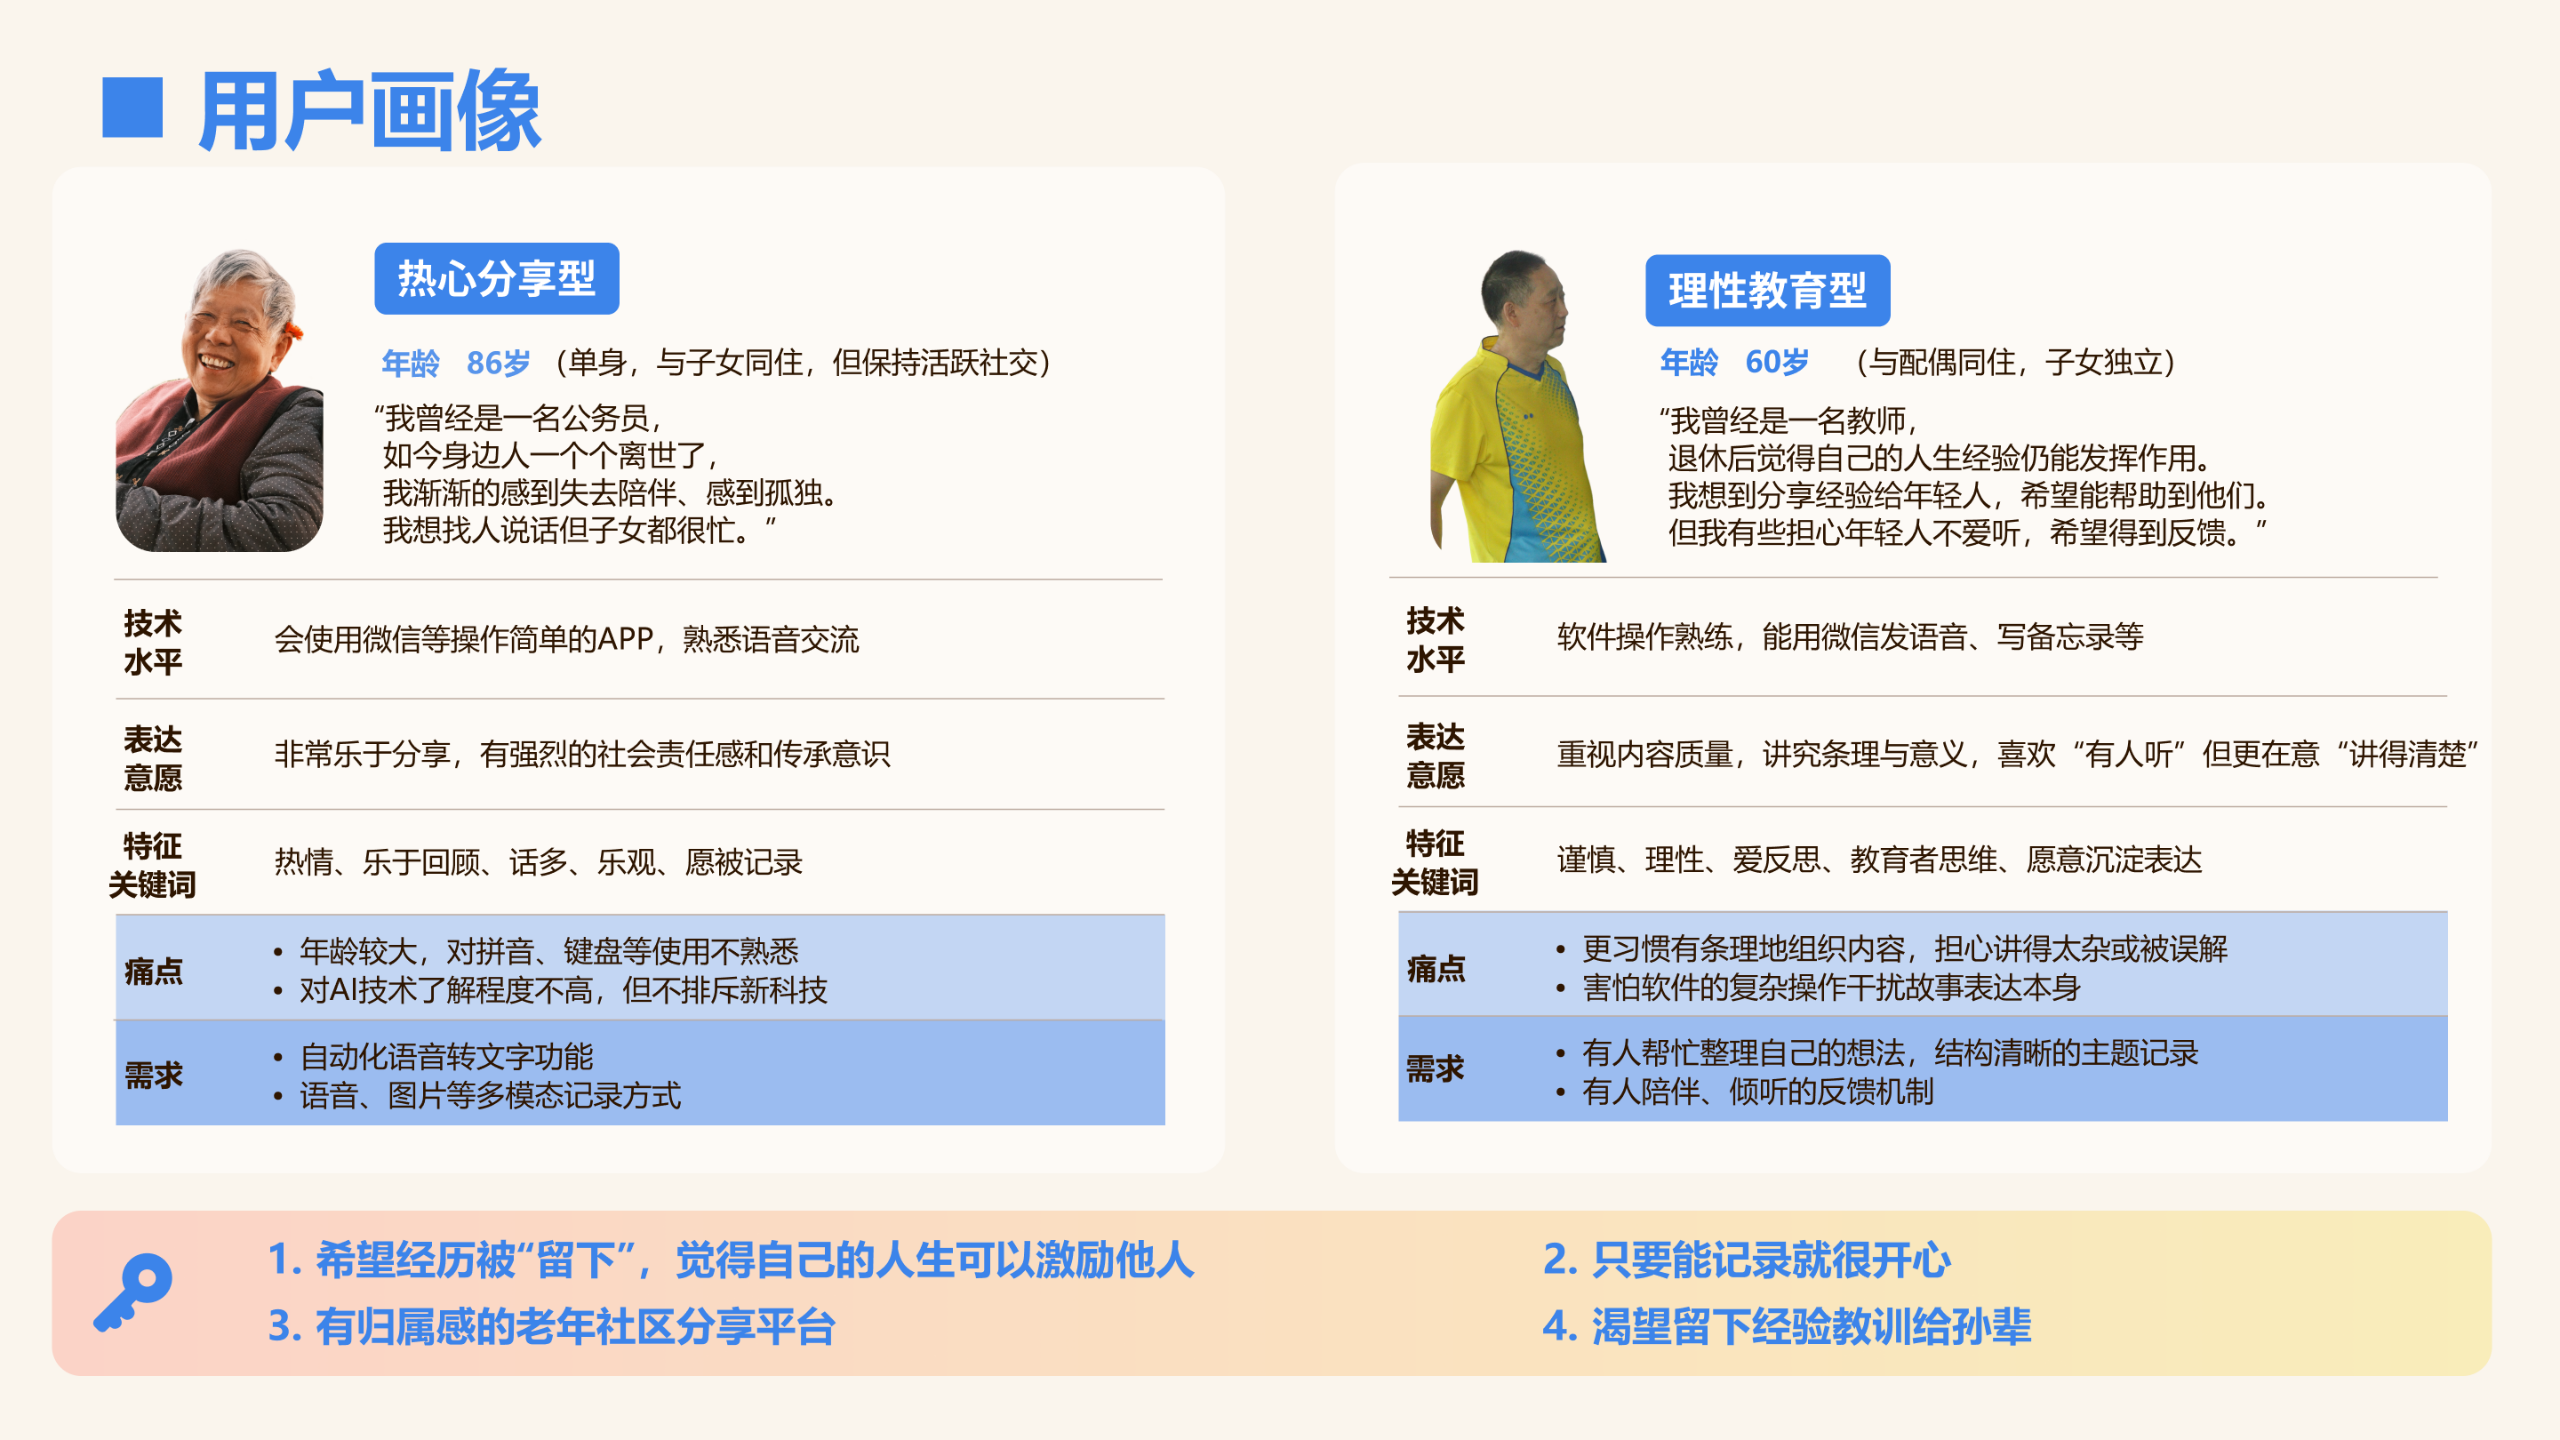 用户画像
热心分享型
年龄 86岁 （单身，与子女同住，但保持活跃社交）
“我曾经是一名公务员，
如今身边人一个个离世了，
我渐渐的感到失去陪伴、感到孤独。
我想找人说话但子女都很忙。”
技术
水平
会使用微信等操作简单的APP，熟悉语音交流
表达
意愿
非常乐于分享，有强烈的社会责任感和传承意识
特征
关键词
热情、乐于回顾、话多、乐观、愿被记录
痛点
• 年龄较大，对拼音、键盘等使用不熟悉
• 对AI技术了解程度不高，但不排斥新科技
需求
• 自动化语音转文字功能
• 语音、图片等多模态记录方式
理性教育型
年龄 60岁 （与配偶同住，子女独立）
“我曾经是一名教师，
退休后觉得自己的人生经验仍能发挥作用。
我想到分享经验给年轻人，希望能帮助到他们。
但我有些担心年轻人不爱听，希望得到反馈。”
技术
水平
软件操作熟练，能用微信发语音、写备忘录等
表达
意愿
重视内容质量，讲究条理与意义，喜欢“有人听”但更在意“讲得清楚”
特征
关键词
谨慎、理性、爱反思、教育者思维、愿意沉淀表达
痛点
• 更习惯有条理地组织内容，担心讲得太杂或被误解
• 害怕软件的复杂操作干扰故事表达本身
需求
• 有人帮忙整理自己的想法，结构清晰的主题记录
• 有人陪伴、倾听的反馈机制
1. 希望经历被“留下”，觉得自己的人生可以激励他人
2. 只要能记录就很开心
3. 有归属感的老年社区分享平台
4. 渴望留下经验教训给孙辈